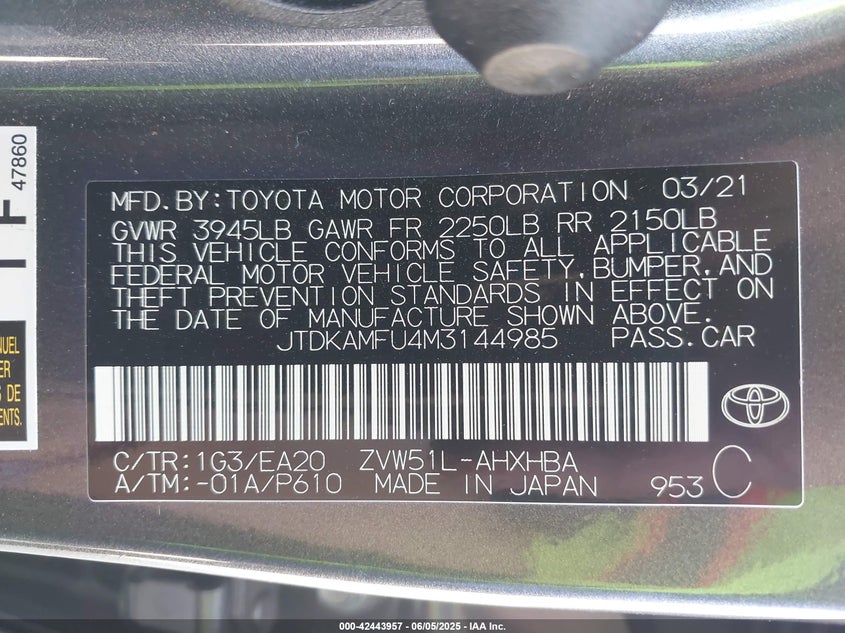 MFD.BY:TOYOTA MOTOR CORPORATION 03/21
GVWR 3945LB GAWR FR 2250LB RR 2150LB
THIS VEHICLE CONFORMS TO ALL APPLICABLE
FEDERAL MOTOR VEHICLE SAFETY,BUMPER,AND
THEFT PREVENTION STANDARDS IN EFFECT ON
THE DATE OF MANUFACTURE SHOWN ABOVE.
JTDKAMFU4M3144985 PASS.CAR
C/TR:1G3/EA20 ZVW51L-AHXHBA
A/TM:-01A/P610 MADE IN JAPAN 953 C
47860
DE
000-42443957 - 06/05/2025 - IAA Inc.